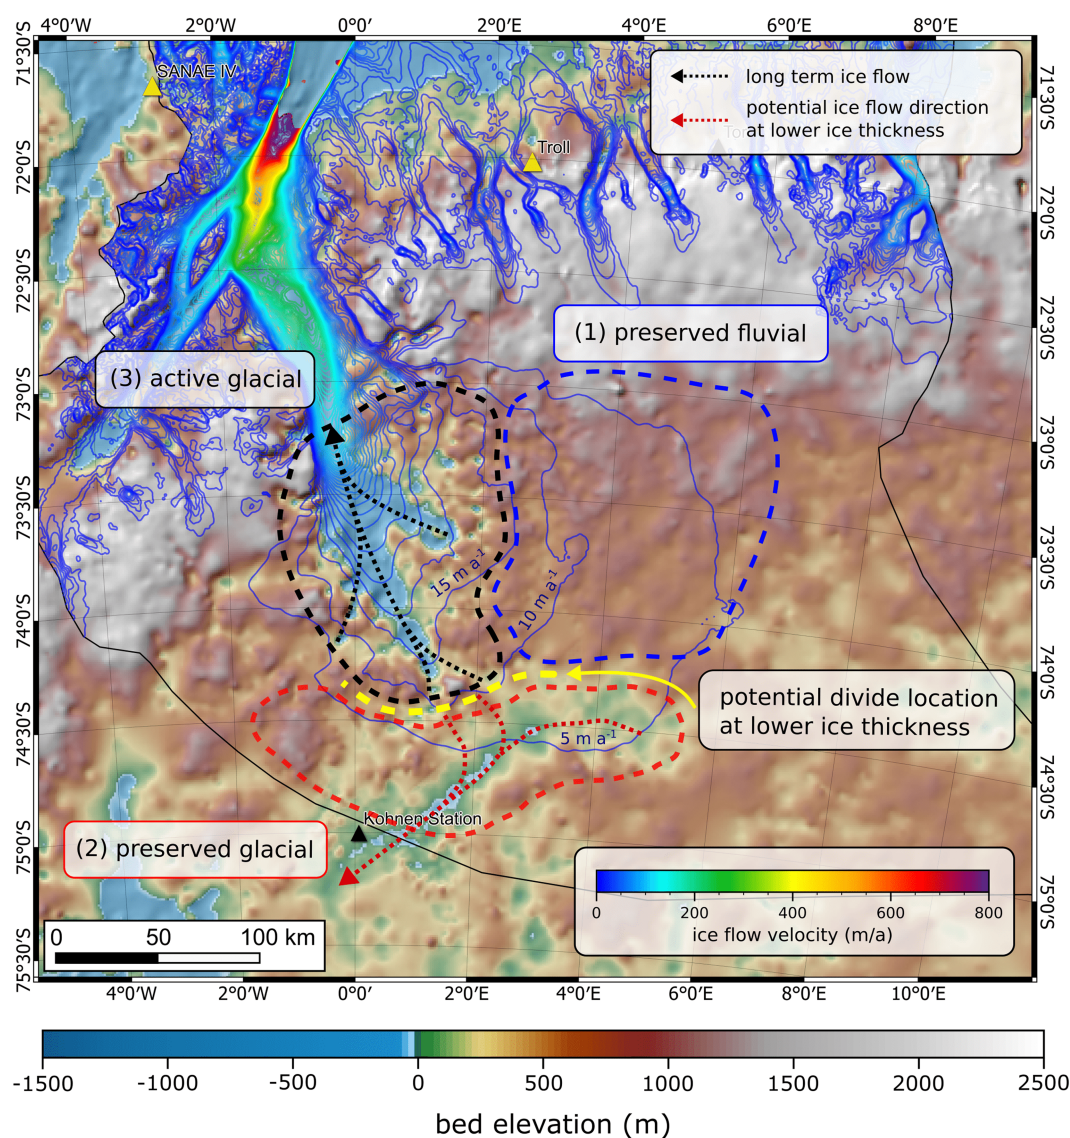 4°0'W 2°0'W 0°0' 2°0'E 4°0'E 6°0'E 8°0'E
71°30'S
72°0'S
72°30'S
73°0'S
73°30'S
74°0'S
74°30'S
75°0'S
75°30'S
71°30'S
72°0'S
72°30'S
73°0'S
73°30'S
74°0'S
74°30'S
75°0'S
SANAE IV
long term ice flow
potential ice flow direction
at lower ice thickness
Troll
(1) preserved fluvial
(3) active glacial
15 m a⁻¹
10 m a⁻¹
potential divide location
at lower ice thickness
5 m a⁻¹
Kohnen Station
(2) preserved glacial
0 200 400 600 800
ice flow velocity (m/a)
0 50 100 km
4°0'W 2°0'W 0°0' 2°0'E 4°0'E 6°0'E 8°0'E 10°0'E
-1500 -1000 -500 0 500 1000 1500 2000 2500
bed elevation (m)